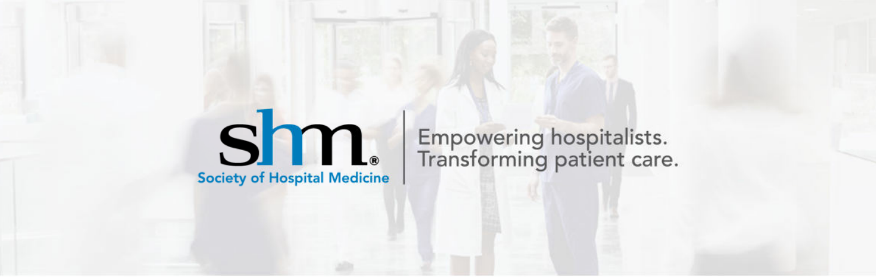 shm®
Society of Hospital Medicine
Empowering hospitalists.
Transforming patient care.